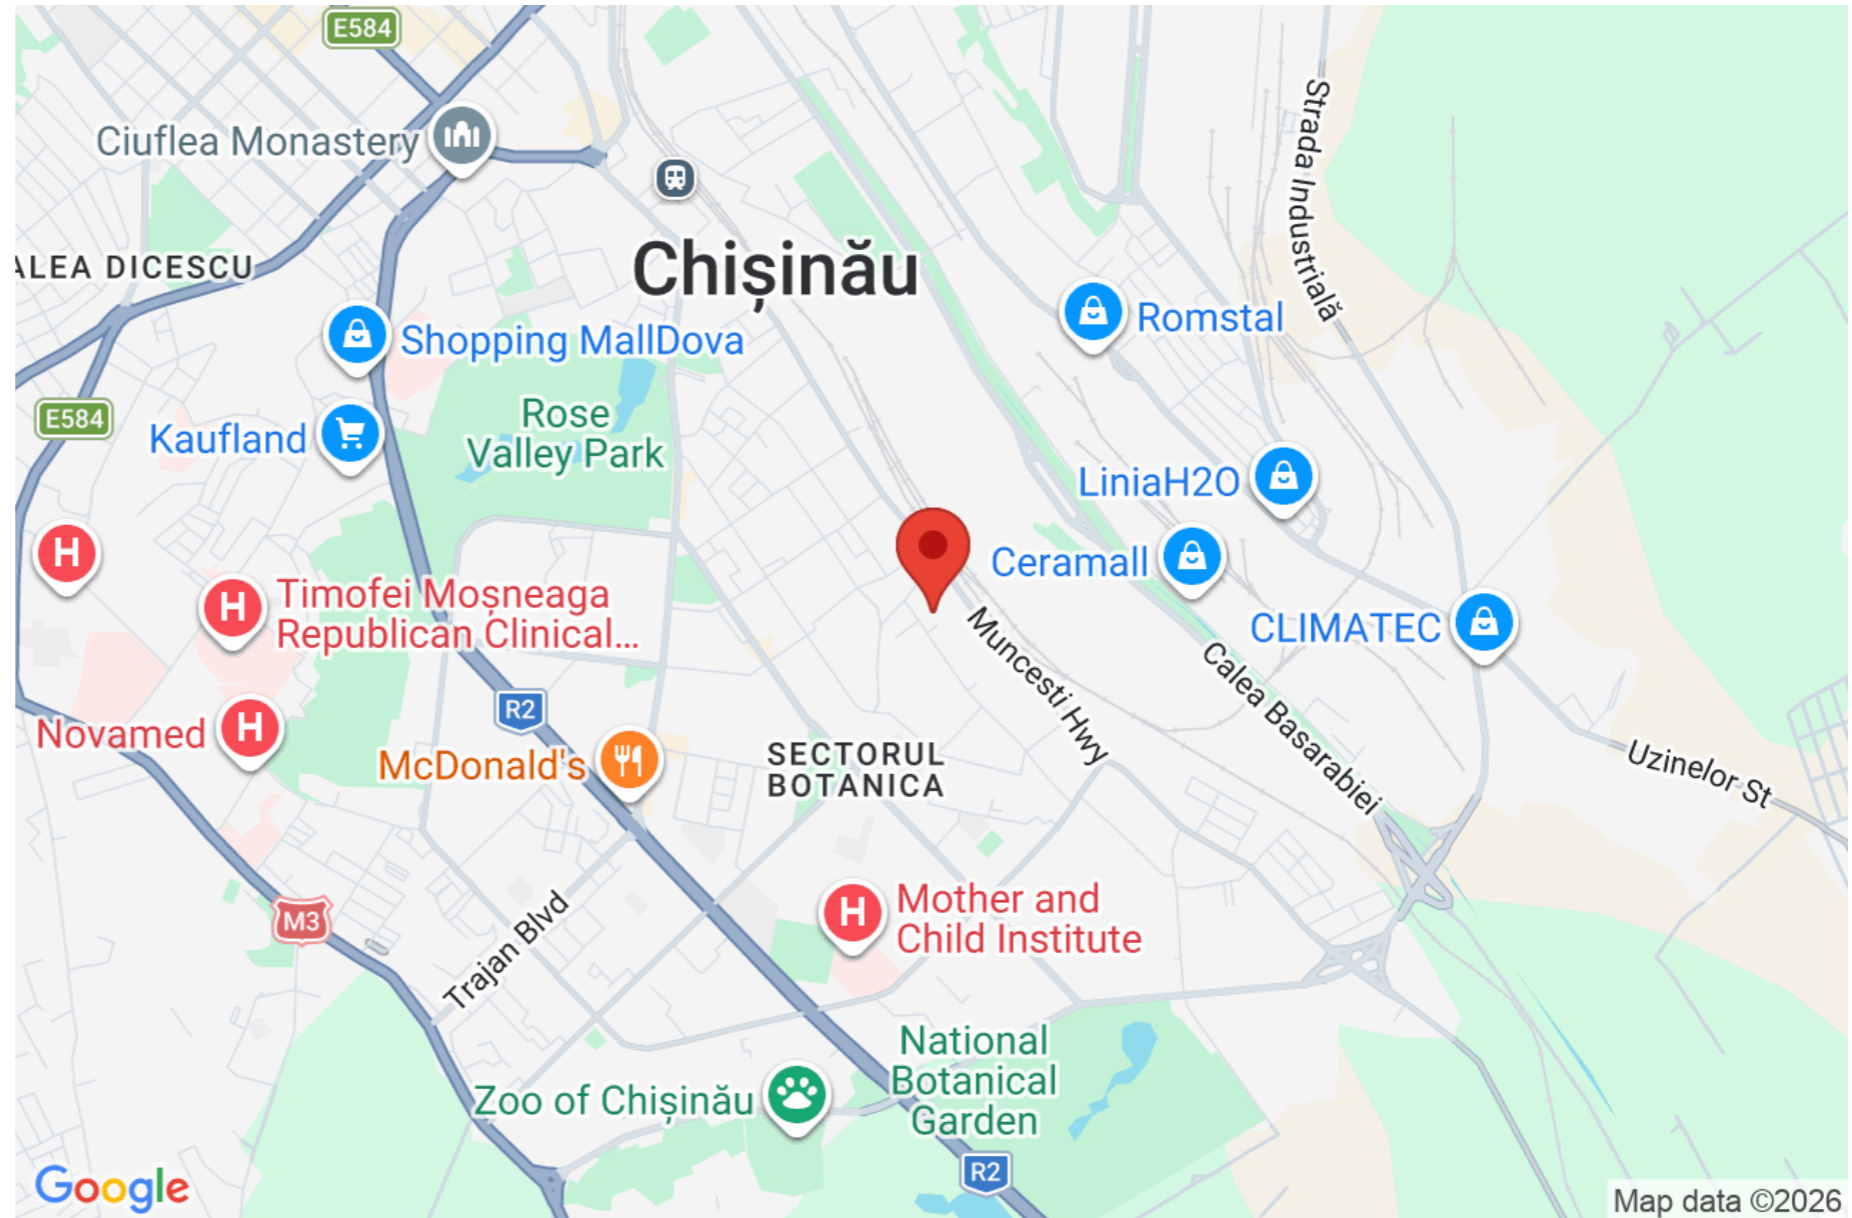 E584
Ciuflea Monastery
Strada Industrială
Chișinău
ALEA DICESCU
Romstal
Shopping MallDova
E584
Rose
Valley Park
Kaufland
LiniaH2O
H
Ceramall
H
Timofei Moșneaga
Republican Clinical...
Muncesti Hwy
CLIMATEC
Calea Basarabiei
R2
Novamed
H
McDonald's
SECTORUL
BOTANICA
Uzinelor St
M3
Trajan Blvd
H
Mother and
Child Institute
National
Botanical
Garden
Zoo of Chișinău
R2
Google
Map data ©2026